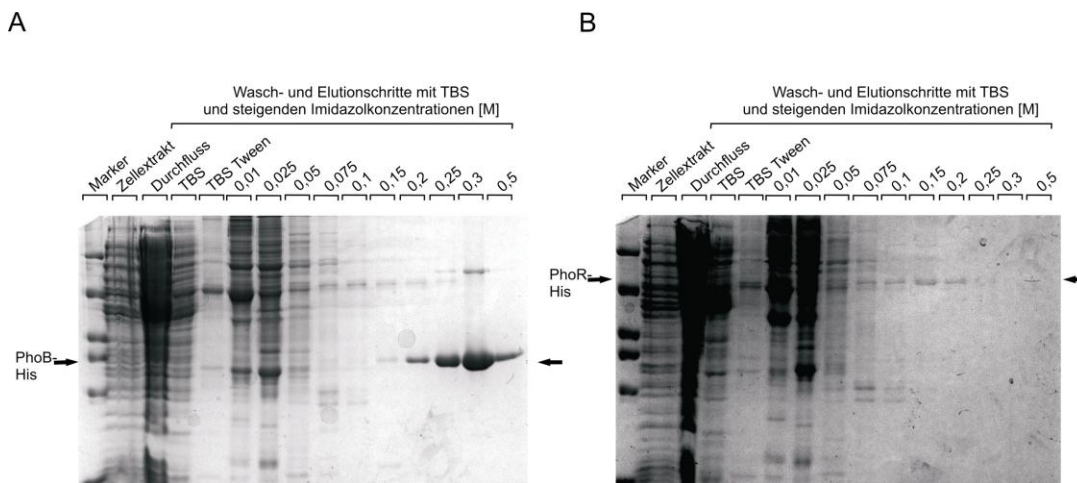 A
Wasch- und Elutionschritte mit TBS
und steigenden Imidazolkonzentrationen [M]
Marker
Zellextrakt
Durchfluss
TBS
TBS Tween
0,01
0,025
0,05
0,075
0,1
0,15
0,2
0,25
0,3
0,5
PhoB-
His
B
Wasch- und Elutionschritte mit TBS
und steigenden Imidazolkonzentrationen [M]
Marker
Zellextrakt
Durchfluss
TBS
TBS Tween
0,01
0,025
0,05
0,075
0,1
0,15
0,2
0,25
0,3
0,5
PhoR-
His